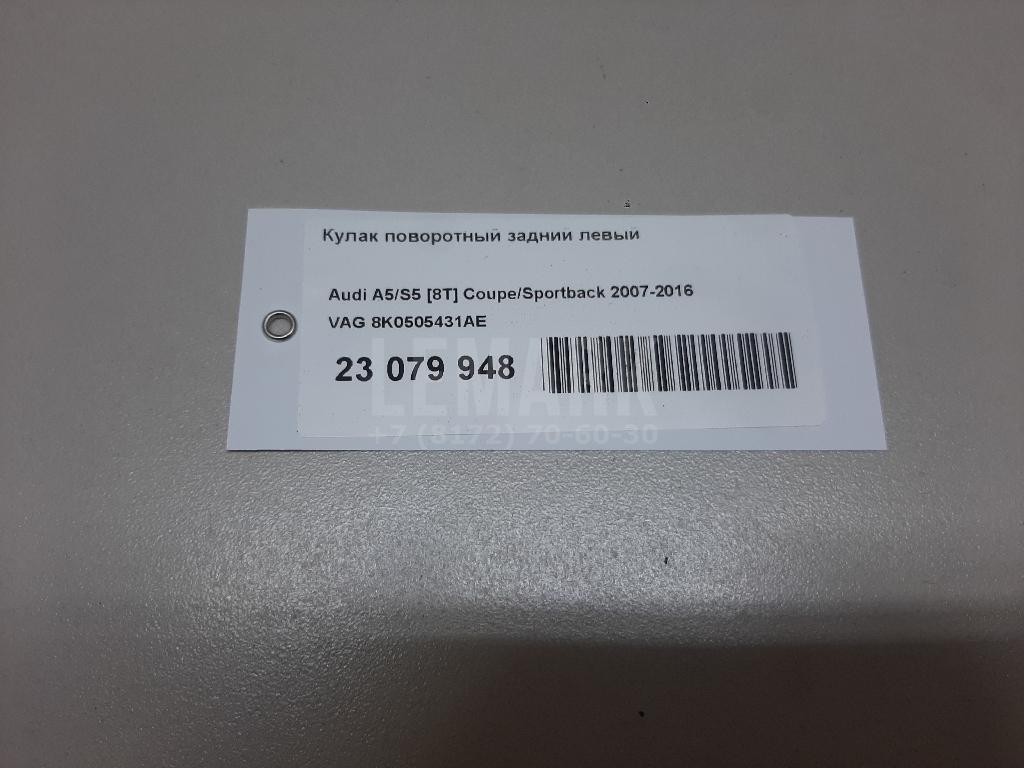 Кулак поворотный задний левый
Audi A5/S5 [8T] Coupe/Sportback 2007-2016
VAG 8K0505431AE
23 079 948
LEMARK
+7 (8172) 70-60-30